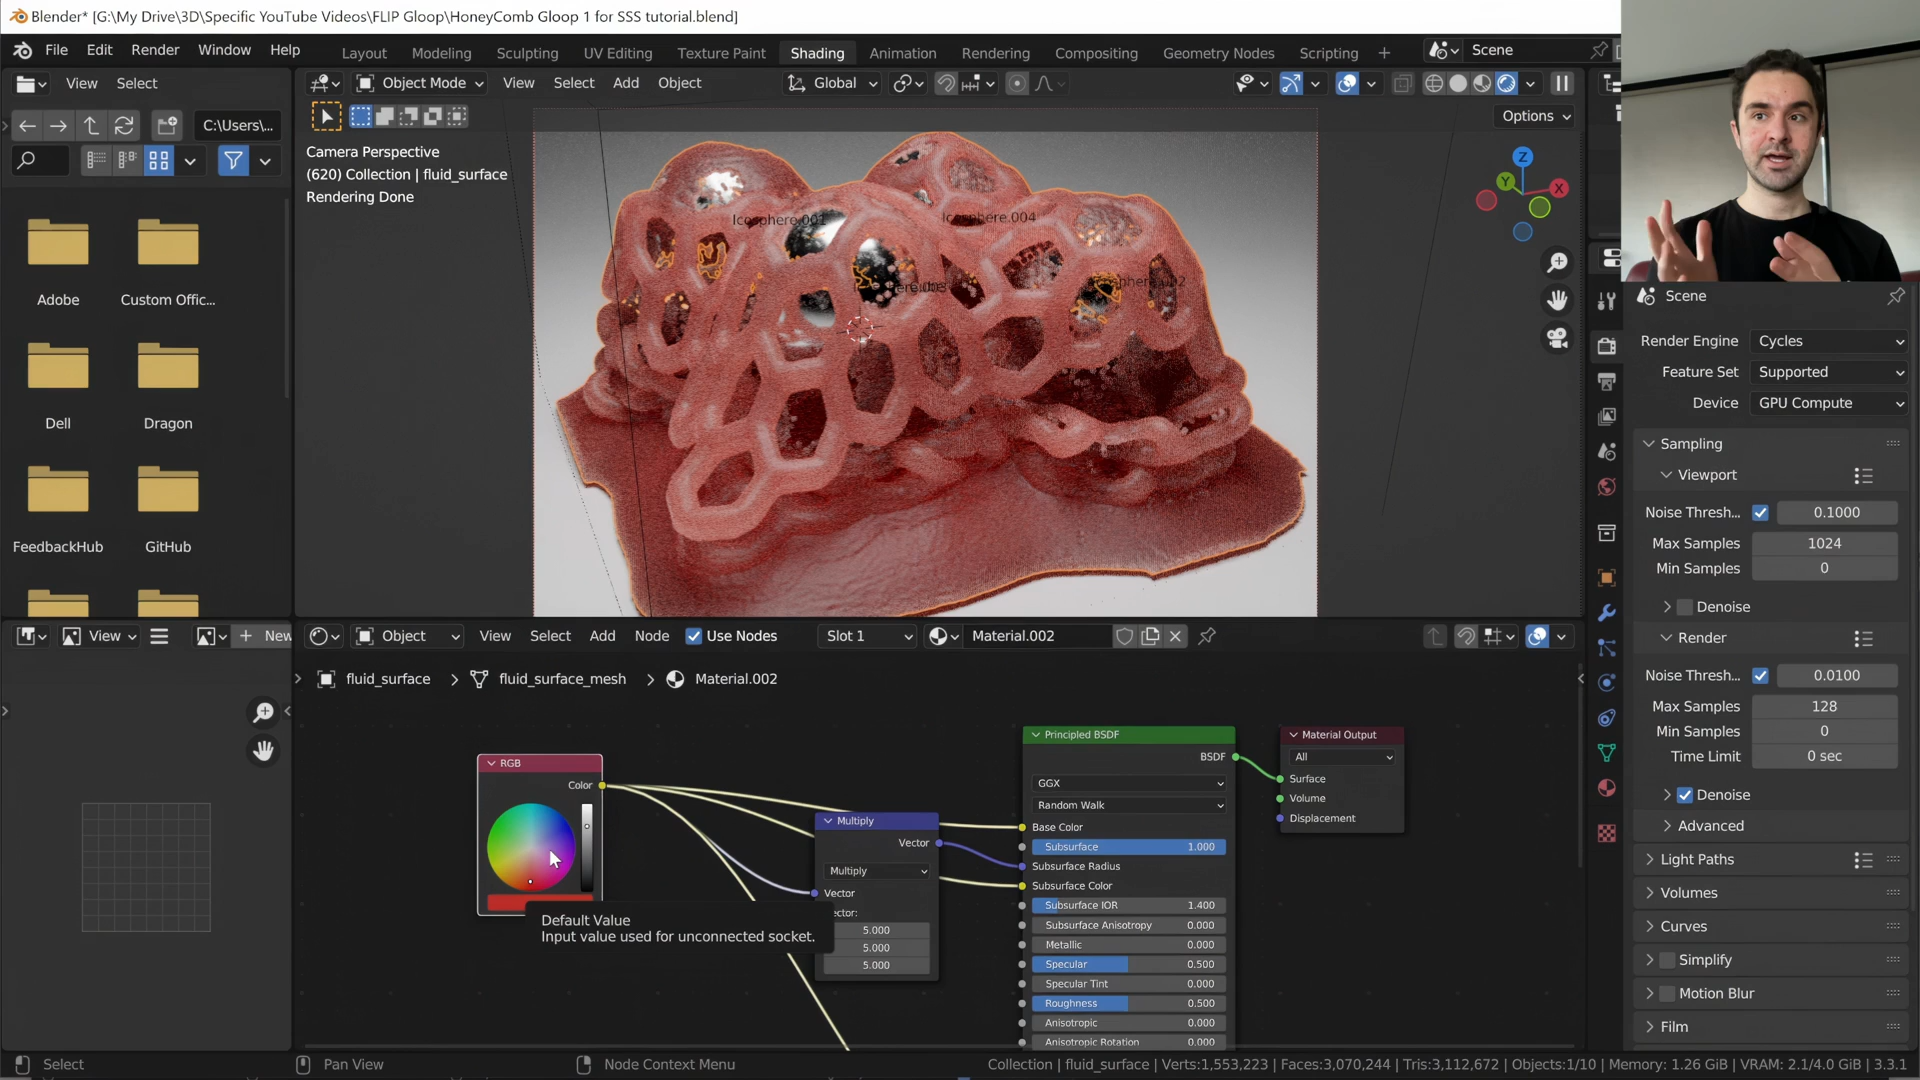 Blender* [G:\My Drive\3D\Specific YouTube Videos\FLIP Gloop\HoneyComb Gloop 1 for SSS tutorial.blend]
File Edit Render Window Help
Layout Modeling Sculpting UV Editing Texture Paint Shading Animation Rendering Compositing Geometry Nodes Scripting
Scene
View Select
Object Mode View Select Add Object
Global
C:\Users\...
Options
Camera Perspective
(620) Collection | fluid_surface
Rendering Done
Icosphere.001
Icosphere.004
Z
Y
X
Adobe
Custom Offic...
Dell
Dragon
FeedbackHub
GitHub
View
New
Object View Select Add Node Use Nodes Slot 1 Material.002
fluid_surface > fluid_surface_mesh > Material.002
RGB
Color
Default Value
Input value used for unconnected socket.
Multiply
Vector
Multiply
Vector
ector:
5.000
5.000
5.000
Principled BSDF
BSDF
GGX
Random Walk
Base Color
Subsurface 1.000
Subsurface Radius
Subsurface Color
Subsurface IOR 1.400
Subsurface Anisotropy 0.000
Metallic 0.000
Specular 0.500
Specular Tint 0.000
Roughness 0.500
Anisotropic 0.000
Anisotropic Rotation 0.000
Material Output
All
Surface
Volume
Displacement
Scene
Render Engine Cycles
Feature Set Supported
Device GPU Compute
Sampling
Viewport
Noise Thresh... 0.1000
Max Samples 1024
Min Samples 0
Denoise
Render
Noise Thresh... 0.0100
Max Samples 128
Min Samples 0
Time Limit 0 sec
Denoise
Advanced
Light Paths
Volumes
Curves
Simplify
Motion Blur
Film
Select
Pan View
Node Context Menu
Collection | fluid_surface | Verts:1,553,223 | Faces:3,070,244 | Tris:3,112,672 | Objects:1/10 | Memory: 1.26 GiB | VRAM: 2.1/4.0 GiB | 3.3.1